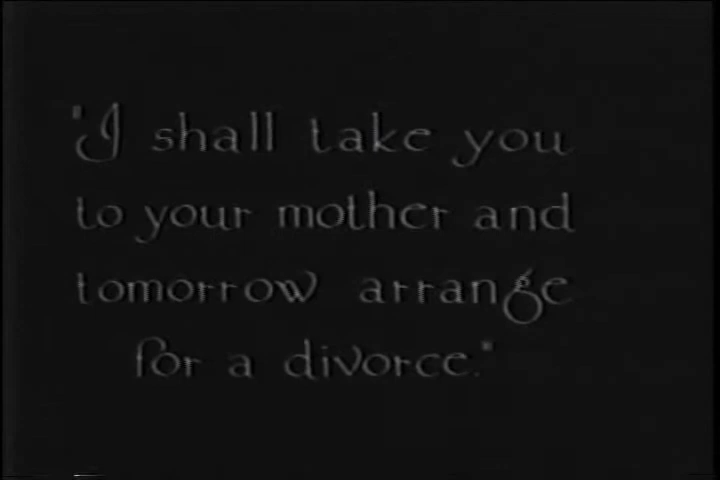 "I shall take you
to your mother and
tomorrow arrange
for a divorce."